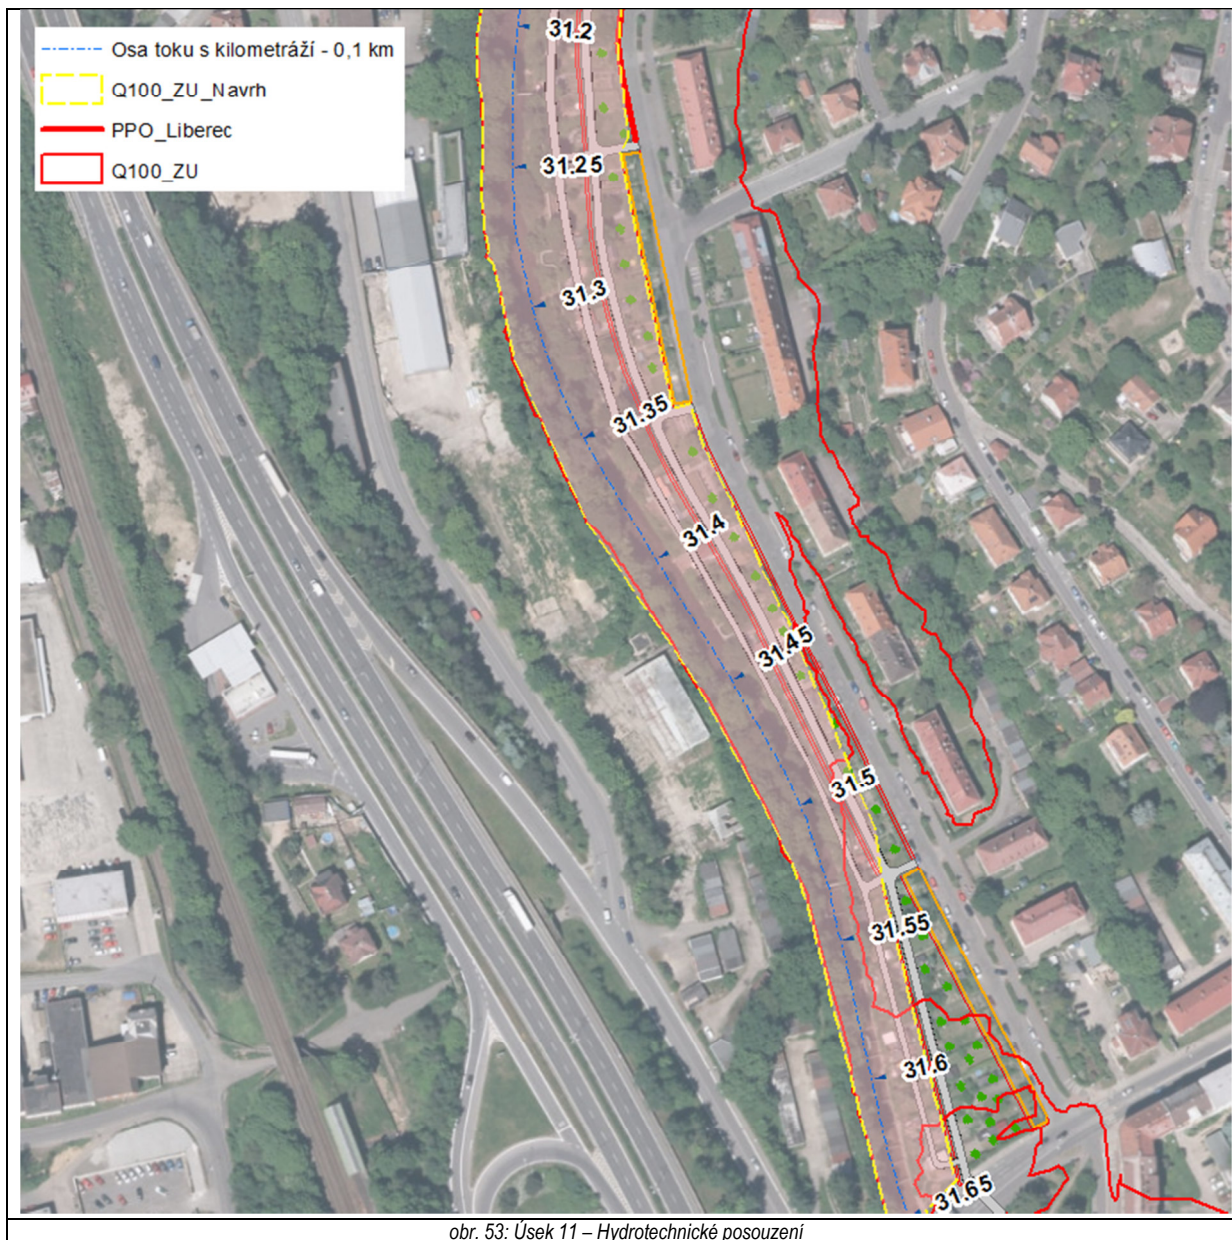 Osa toku s kilometráží - 0,1 km
Q100_ZU_Navrh
PPO_Liberec
Q100_ZU
31.2
31.25
31.3
31.35
31.4
31.45
31.5
31.55
31.6
31.65
obr. 53: Úsek 11 – Hydrotechnické posouzení